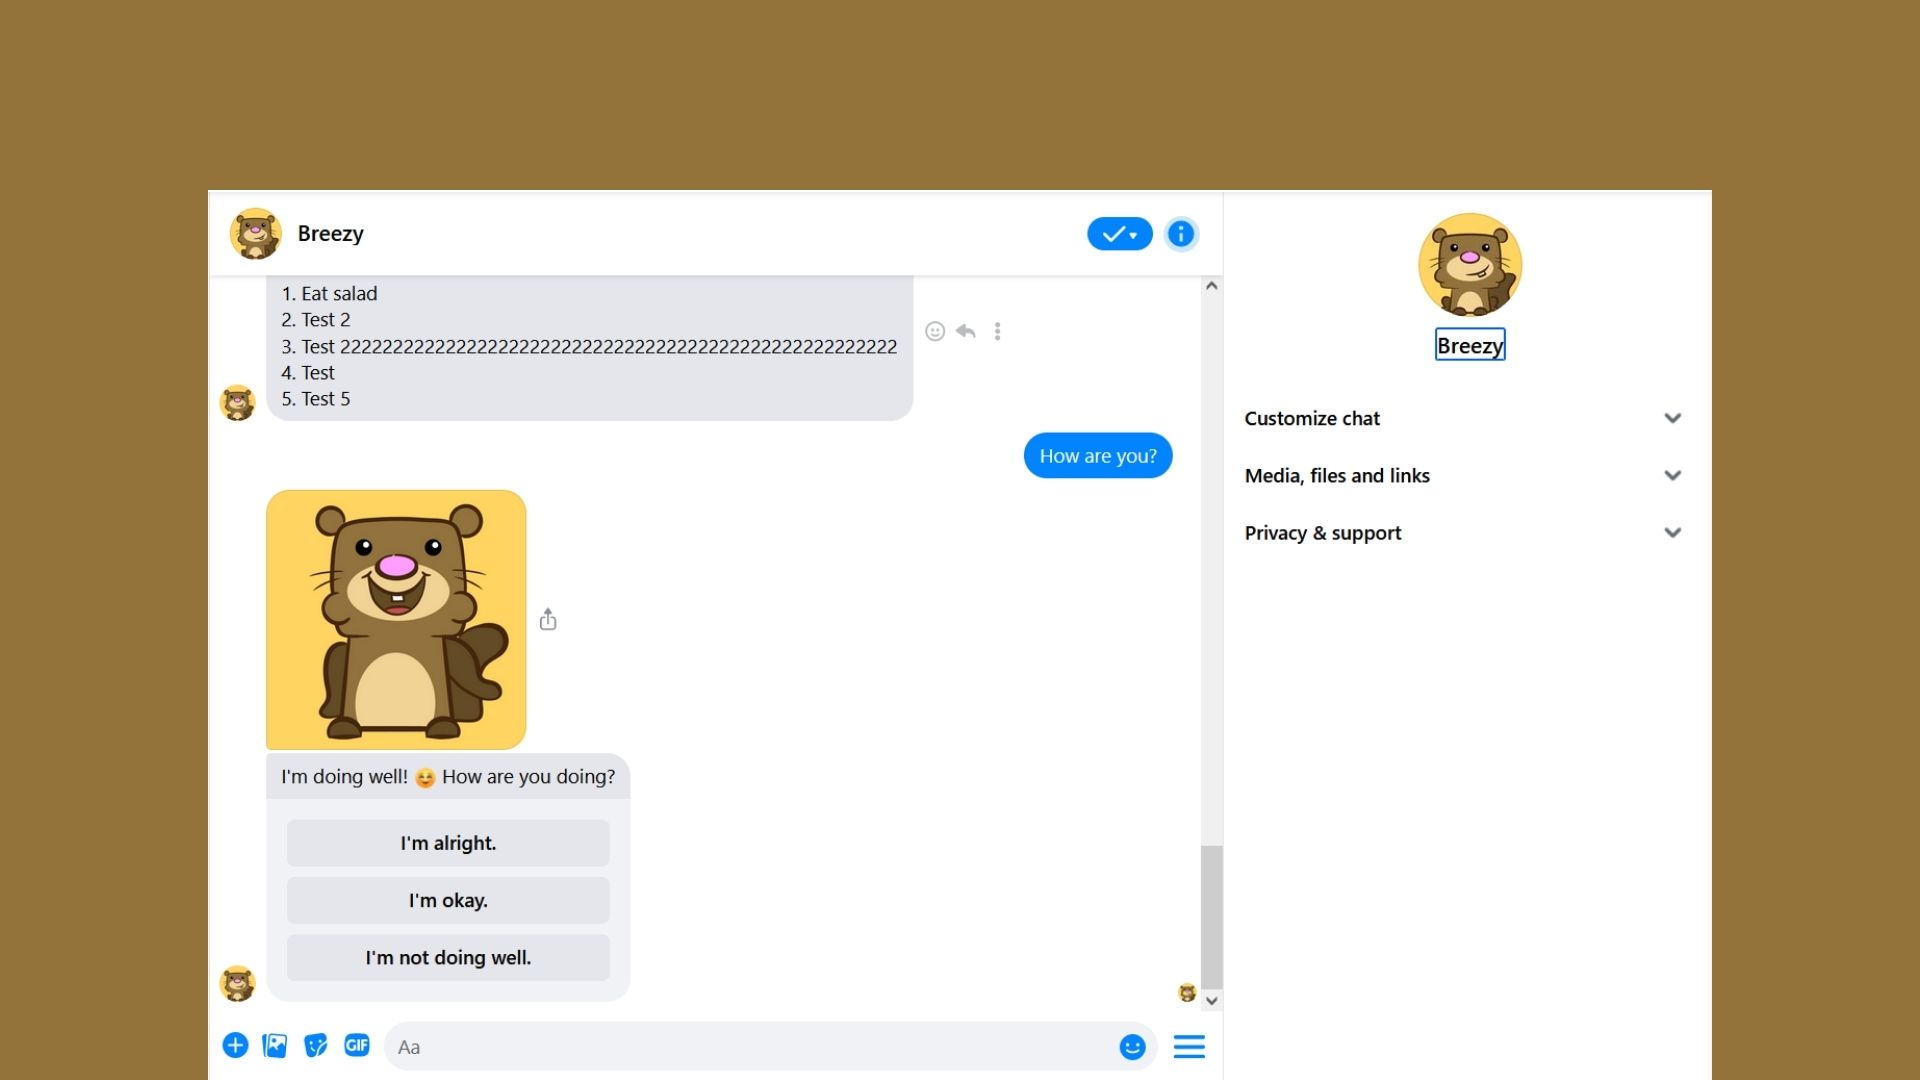 Breezy
1. Eat salad
2. Test 2
3. Test 22222222222222222222222222222222222222222222222222222
4. Test
5. Test 5
How are you?
I'm doing well! 😊 How are you doing?
I'm alright.
I'm okay.
I'm not doing well.
GIF
Aa
Breezy
Customize chat
Media, files and links
Privacy & support